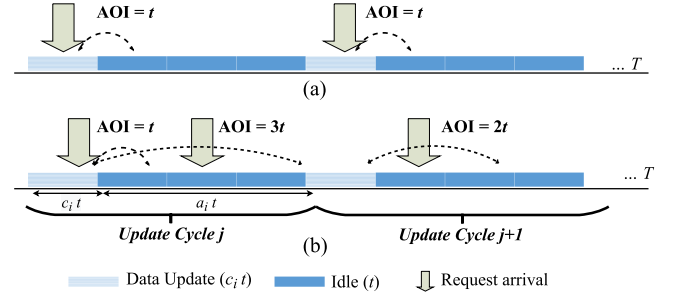 AOI = t AOI = t
... T
(a)
AOI = t AOI = 3t AOI = 2t
... T
c_i t a_i t
Update Cycle j Update Cycle j+1
(b)
Data Update (c_i t) Idle (t) Request arrival